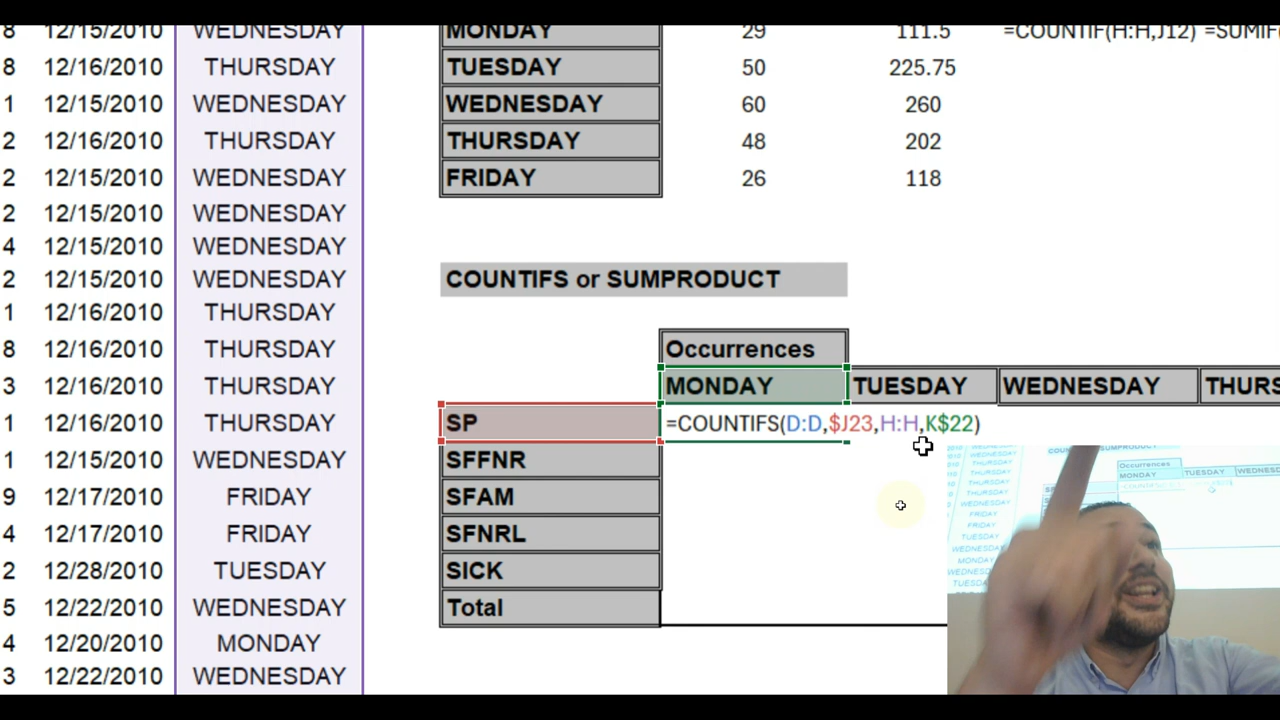 8 12/15/2010 WEDNESDAY MONDAY 29 111.5 =COUNTIF(H:H,J12) =SUMIF(
8 12/16/2010 THURSDAY TUESDAY 50 225.75
1 12/15/2010 WEDNESDAY WEDNESDAY 60 260
2 12/16/2010 THURSDAY THURSDAY 48 202
2 12/15/2010 WEDNESDAY FRIDAY 26 118
2 12/15/2010 WEDNESDAY
4 12/15/2010 WEDNESDAY
2 12/15/2010 WEDNESDAY COUNTIFS or SUMPRODUCT
1 12/16/2010 THURSDAY
8 12/16/2010 THURSDAY Occurrences
3 12/16/2010 THURSDAY MONDAY TUESDAY WEDNESDAY THURS
1 12/16/2010 THURSDAY SP =COUNTIFS(D:D,$J23,H:H,K$22)
1 12/15/2010 WEDNESDAY SFFNR
9 12/17/2010 FRIDAY SFAM
4 12/17/2010 FRIDAY SFNRL
2 12/28/2010 TUESDAY SICK
5 12/22/2010 WEDNESDAY Total
4 12/20/2010 MONDAY
3 12/22/2010 WEDNESDAY
Occurrences
MONDAY TUESDAY WEDNESD